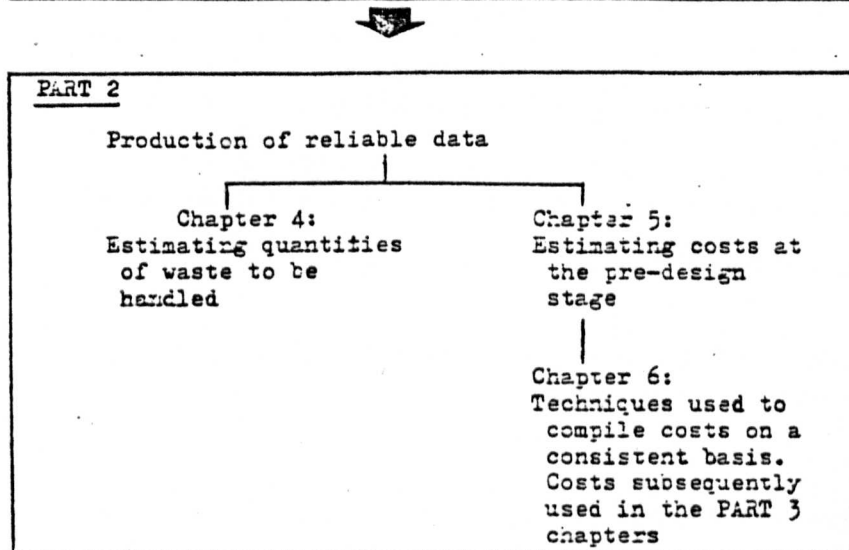 PART 2
Production of reliable data
Chapter 4:
Estimating quantities
of waste to be
handled
Chapter 5:
Estimating costs at
the pre-design
stage
Chapter 6:
Techniques used to
compile costs on a
consistent basis.
Costs subsequently
used in the PART 3
chapters